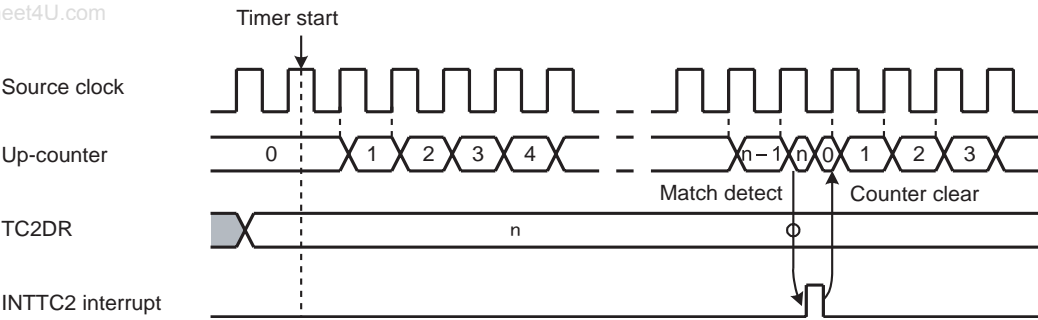 eet4U.com
Timer start
Source clock
Up-counter 0 1 2 3 4 n–1 n 0 1 2 3
Match detect Counter clear
TC2DR n
INTTC2 interrupt